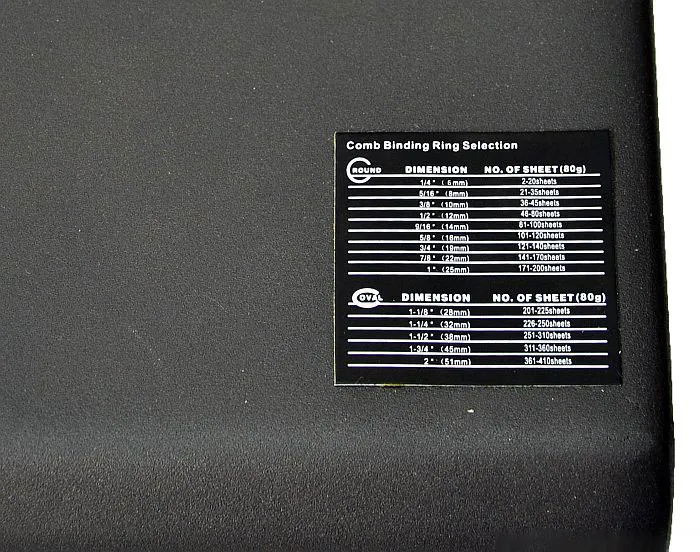 Comb Binding Ring Selection
ROUND DIMENSION NO. OF SHEET(80g)
1/4" (6mm) 2-20sheets
5/16" (8mm) 21-35sheets
3/8" (10mm) 36-45sheets
1/2" (12mm) 46-80sheets
9/16" (14mm) 81-100sheets
5/8" (16mm) 101-120sheets
3/4" (19mm) 121-140sheets
7/8" (22mm) 141-170sheets
1" (25mm) 171-200sheets
OVAL DIMENSION NO. OF SHEET(80g)
1-1/8" (28mm) 201-225sheets
1-1/4" (32mm) 226-250sheets
1-1/2" (38mm) 251-310sheets
1-3/4" (45mm) 311-360sheets
2" (51mm) 361-410sheets